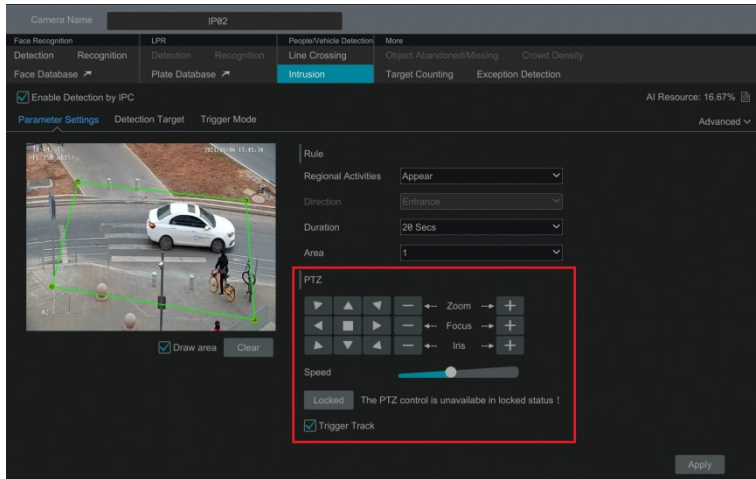 Camera Name IP02
Face Recognition LPR People/Vehicle Detection More
Detection Recognition Detection Recognition Line Crossing Object Abandoned/Missing Crowd Density
Face Database Plate Database Intrusion Target Counting Exception Detection
Enable Detection by IPC AI Resource: 16.67%
Parameter Settings Detection Target Trigger Mode Advanced
Rule
Regional Activities Appear
Direction Entrance
Duration 20 Secs
Area 1
PTZ
Zoom
Focus
Iris
Draw area Clear
Speed
Locked The PTZ control is unavailabe in locked status !
Trigger Track
Apply